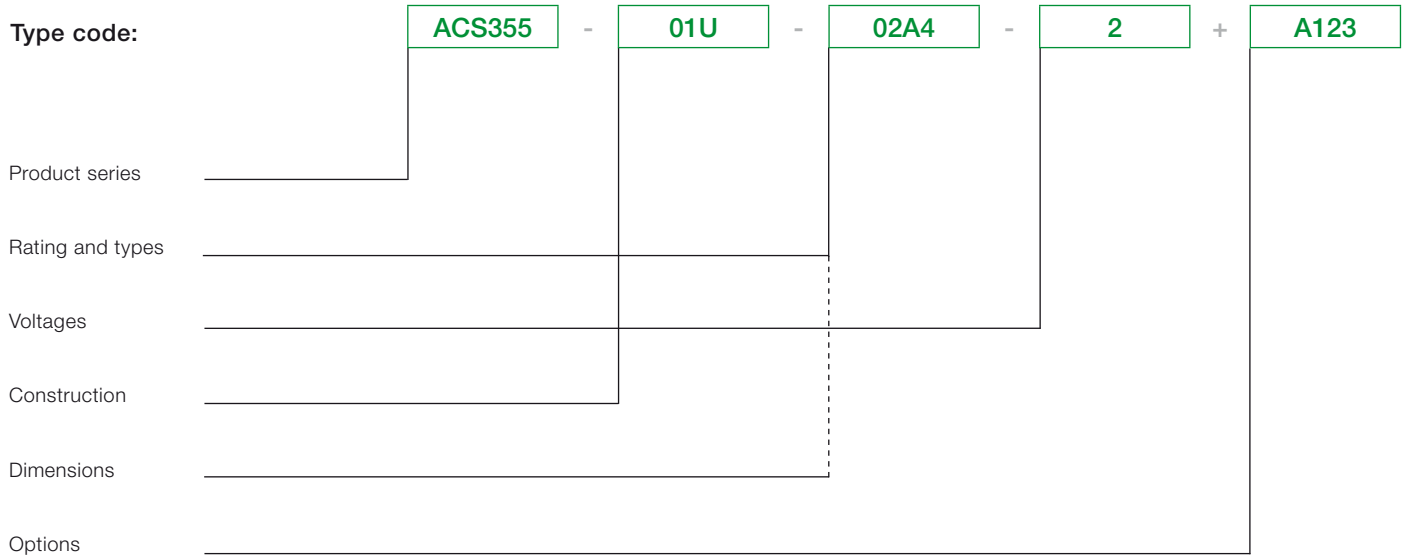 Type code: ACS355 - 01U - 02A4 - 2 + A123
Product series
Rating and types
Voltages
Construction
Dimensions
Options